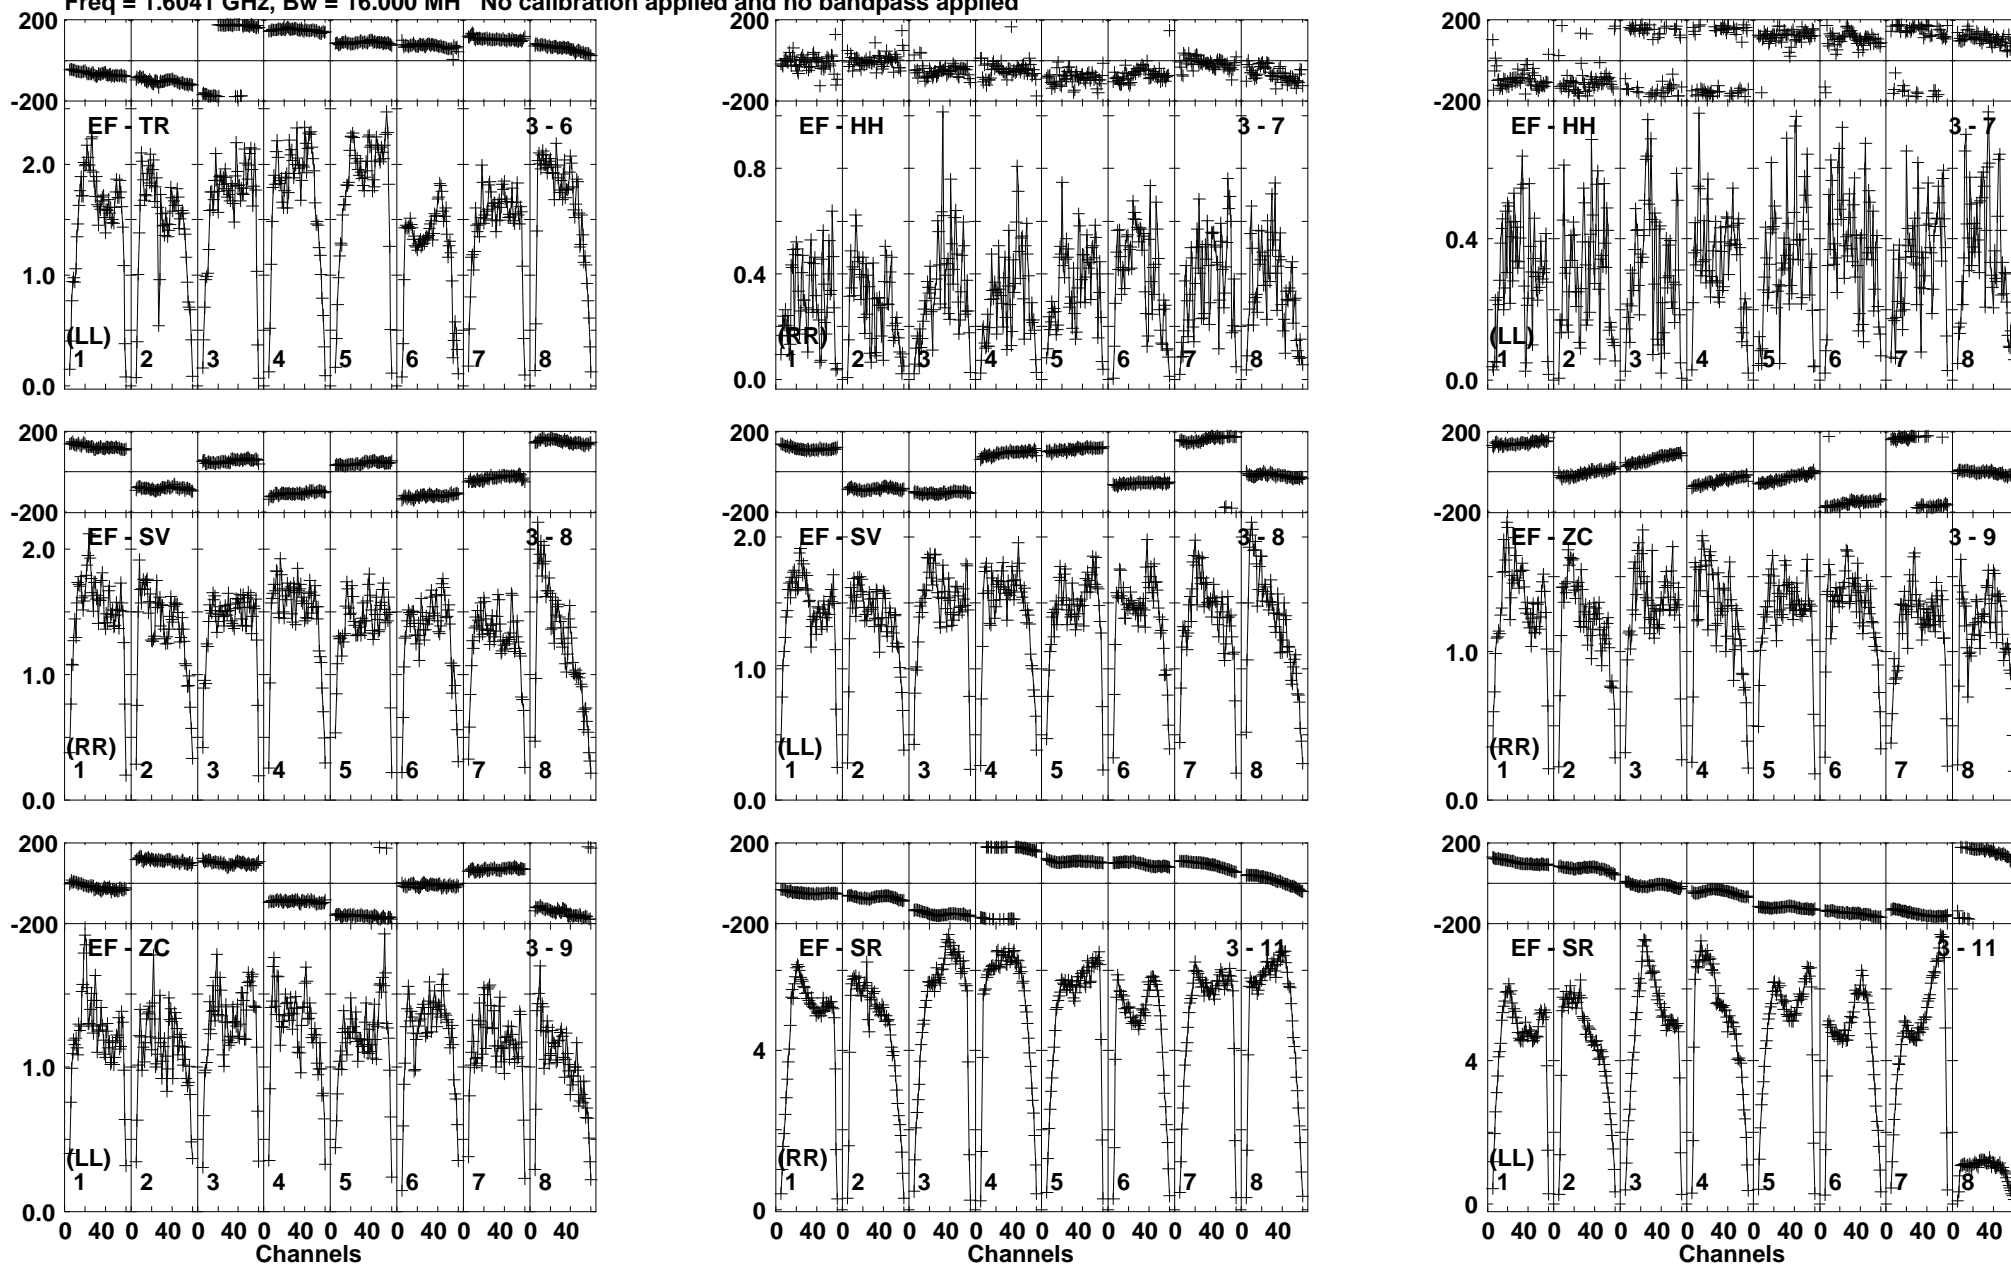 Freq = 1.6041 GHz, Bw = 16.000 MH No calibration applied and no bandpass applied
200
-200
EF - TR 3 - 6
2.0
1.0
0.0
(LL)
1 2 3 4 5 6 7 8
200
-200
EF - HH 3 - 7
0.8
0.4
0.0
(RR)
1 2 3 4 5 6 7 8
200
-200
EF - HH 3 - 7
0.4
0.0
(LL)
1 2 3 4 5 6 7 8
200
-200
EF - SV 3 - 8
2.0
1.0
0.0
(RR)
1 2 3 4 5 6 7 8
200
-200
EF - SV 3 - 8
2.0
1.0
0.0
(LL)
1 2 3 4 5 6 7 8
200
-200
EF - ZC 3 - 9
1.0
0.0
(RR)
1 2 3 4 5 6 7 8
200
-200
EF - ZC 3 - 9
1.0
0.0
(LL)
1 2 3 4 5 6 7 8
0 40 0 40 0 40 0 40 0 40 0 40 0 40 0 40
Channels
200
-200
EF - SR 3 - 11
4
0
(RR)
1 2 3 4 5 6 7 8
0 40 0 40 0 40 0 40 0 40 0 40 0 40 0 40
Channels
200
-200
EF - SR 3 - 11
4
0
(LL)
1 2 3 4 5 6 7 8
0 40 0 40 0 40 0 40 0 40 0 40 0 40 0 40
Channels